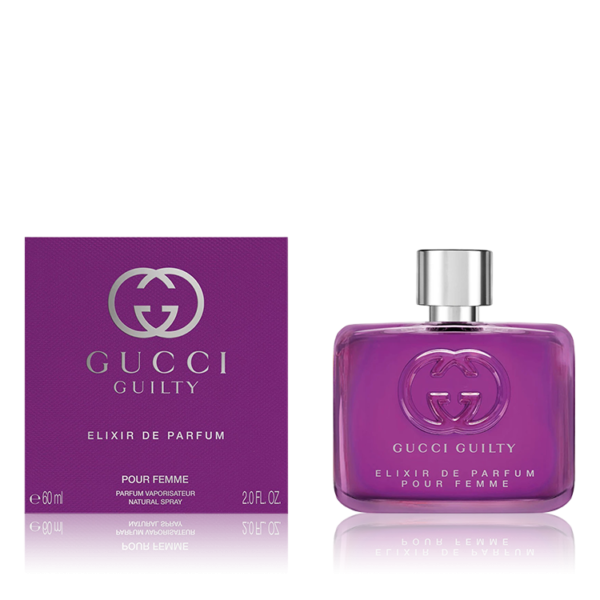 GUCCI
GUILTY
ELIXIR DE PARFUM
POUR FEMME
PARFUM VAPORISATEUR
NATURAL SPRAY
℮60 ml
2.0 FL. OZ.
GUCCI GUILTY
ELIXIR DE PARFUM
POUR FEMME